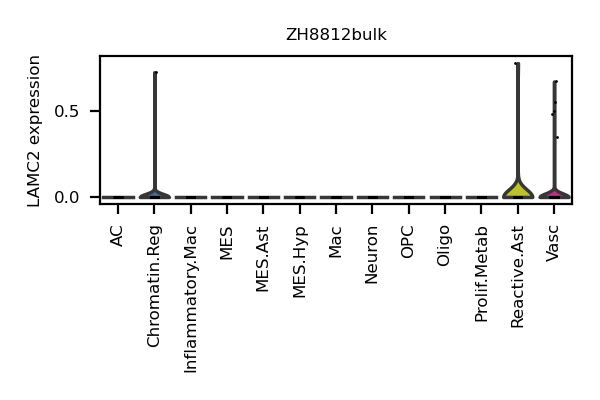 ZH8812bulk
LAMC2 expression
0.5
0.0
AC
Chromatin.Reg
Inflammatory.Mac
MES
MES.Ast
MES.Hyp
Mac
Neuron
OPC
Oligo
Prolif.Metab
Reactive.Ast
Vasc